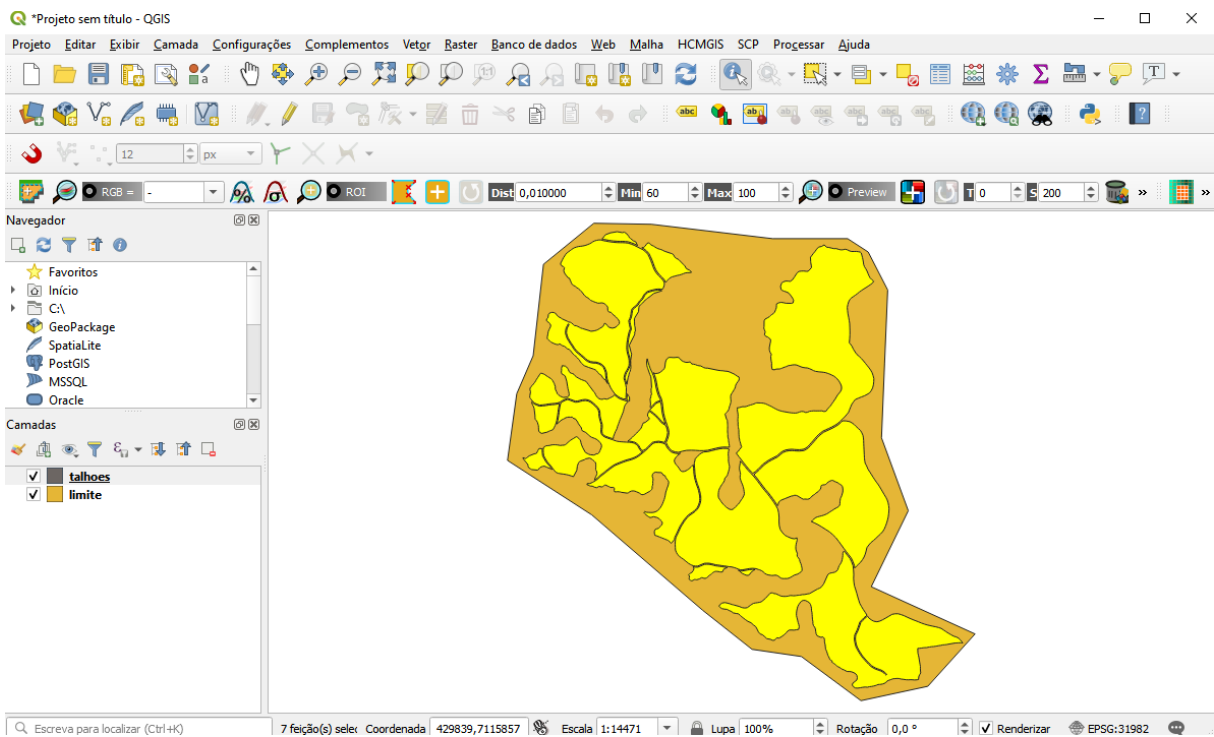 *Projeto sem título - QGIS
Projeto Editar Exibir Camada Configurações Complementos Vetor Raster Banco de dados Web Malha HCMGIS SCP Processar Ajuda
12 px
RGB = - ROI Dist 0,010000 Min 60 Max 100 Preview T 0 S 200 » »
Navegador
Favoritos
Início
C:\
GeoPackage
SpatiaLite
PostGIS
MSSQL
Oracle
Camadas
talhoes
limite
Escreva para localizar (Ctrl+K) 7 feição(s) selec Coordenada 429839,7115857 Escala 1:14471 Lupa 100% Rotação 0,0 ° Renderizar EPSG:31982